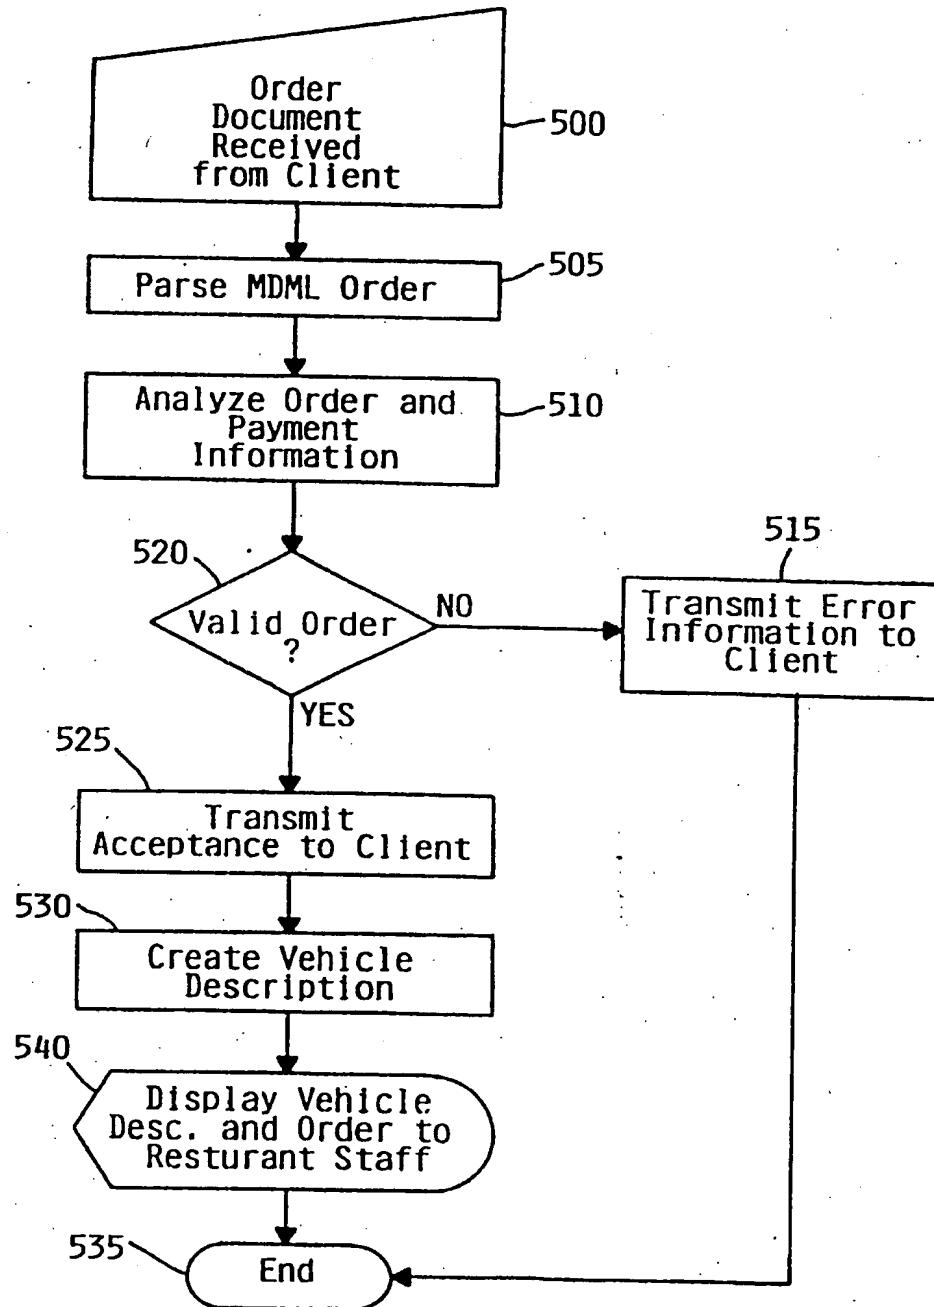 Order
Document
Received
from Client
500
Parse MDML Order
505
Analyze Order and
Payment
Information
510
520
Valid Order
?
NO
515
Transmit Error
Information to
Client
YES
525
Transmit
Acceptance to Client
530
Create Vehicle
Description
540
Display Vehicle
Desc. and Order to
Resturant Staff
535
End